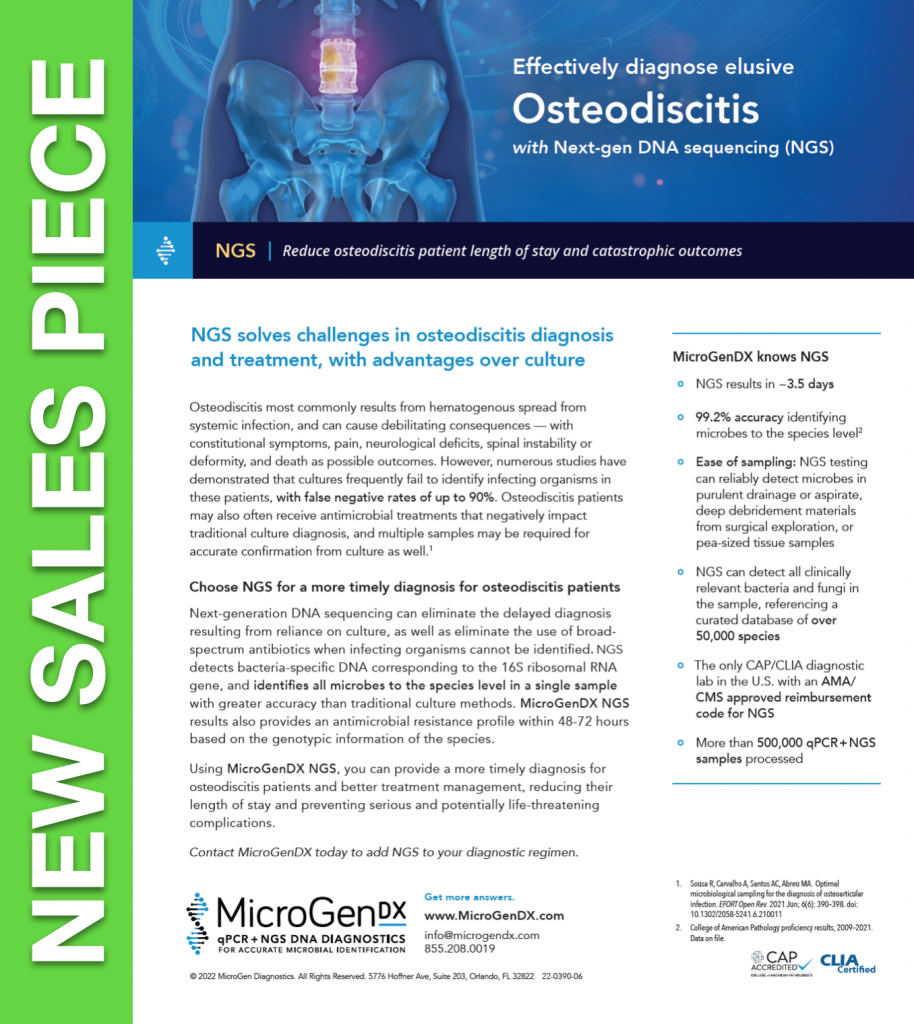 NEW SALES PIECE
Effectively diagnose elusive
Osteodiscitis
with Next-gen DNA sequencing (NGS)
NGS | Reduce osteodiscitis patient length of stay and catastrophic outcomes
NGS solves challenges in osteodiscitis diagnosis
and treatment, with advantages over culture
Osteodiscitis most commonly results from hematogenous spread from
systemic infection, and can cause debilitating consequences — with
constitutional symptoms, pain, neurological deficits, spinal instability or
deformity, and death as possible outcomes. However, numerous studies have
demonstrated that cultures frequently fail to identify infecting organisms in
these patients, with false negative rates of up to 90%. Osteodiscitis patients
may also often receive antimicrobial treatments that negatively impact
traditional culture diagnosis, and multiple samples may be required for
accurate confirmation from culture as well.1
Choose NGS for a more timely diagnosis for osteodiscitis patients
Next-generation DNA sequencing can eliminate the delayed diagnosis
resulting from reliance on culture, as well as eliminate the use of broad-
spectrum antibiotics when infecting organisms cannot be identified. NGS
detects bacteria-specific DNA corresponding to the 16S ribosomal RNA
gene, and identifies all microbes to the species level in a single sample
with greater accuracy than traditional culture methods. MicroGenDX NGS
results also provides an antimicrobial resistance profile within 48-72 hours
based on the genotypic information of the species.
Using MicroGenDX NGS, you can provide a more timely diagnosis for
osteodiscitis patients and better treatment management, reducing their
length of stay and preventing serious and potentially life-threatening
complications.
Contact MicroGenDX today to add NGS to your diagnostic regimen.
MicroGenDX knows NGS
NGS results in ~3.5 days
99.2% accuracy identifying
microbes to the species level2
Ease of sampling: NGS testing
can reliably detect microbes in
purulent drainage or aspirate,
deep debridement materials
from surgical exploration, or
pea-sized tissue samples
NGS can detect all clinically
relevant bacteria and fungi in
the sample, referencing a
curated database of over
50,000 species
The only CAP/CLIA diagnostic
lab in the U.S. with an AMA/
CMS approved reimbursement
code for NGS
More than 500,000 qPCR+NGS
samples processed
MicroGenDX
qPCR+NGS DNA DIAGNOSTICS
FOR ACCURATE MICROBIAL IDENTIFICATION
Get more answers.
www.MicroGenDX.com
info@microgendx.com
855.208.0019
1. Sousa R, Carvalho A, Santos AC, Abreu MA. Optimal
microbiological sampling for the diagnosis of osteoarticular
infection. EFORT Open Rev. 2021 Jun; 6(6): 390–398. doi:
10.1302/2058-5241.6.210011
2. College of American Pathology proficiency results, 2009–2021.
Data on file.
CAP
ACCREDITED
COLLEGE of AMERICAN PATHOLOGISTS
CLIA
Certified
© 2022 MicroGen Diagnostics. All Rights Reserved. 5776 Hoffner Ave, Suite 203, Orlando, FL 32822 22-0390-06